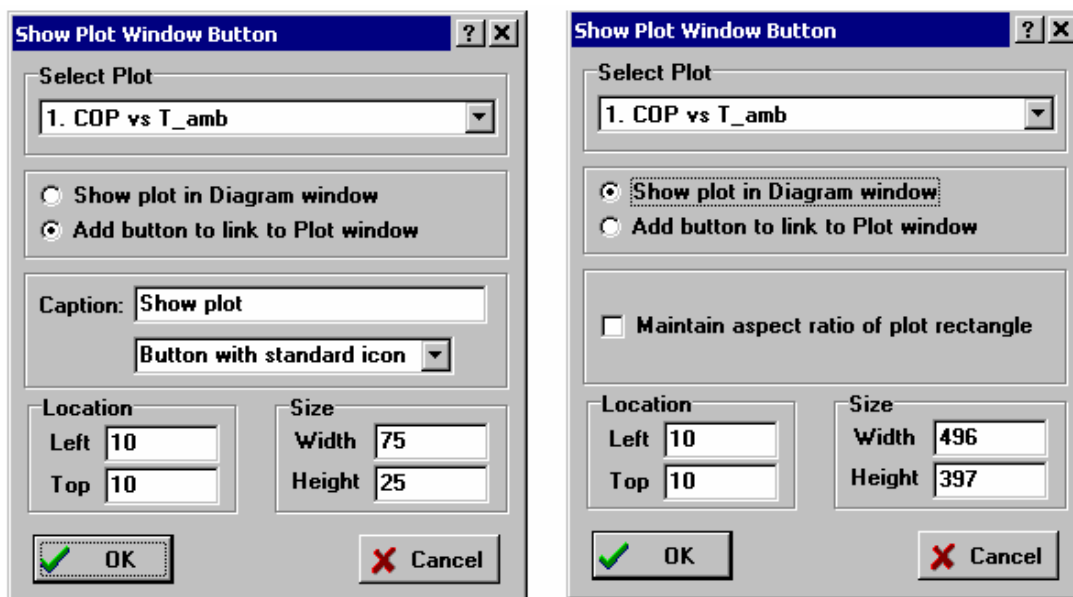 Show Plot Window Button ?
Select Plot
1. COP vs T_amb
Show plot in Diagram window
Add button to link to Plot window
Caption: Show plot
Button with standard icon
Location
Left 10
Top 10
Size
Width 75
Height 25
OK
Cancel
Show Plot Window Button ?
Select Plot
1. COP vs T_amb
Show plot in Diagram window
Add button to link to Plot window
Maintain aspect ratio of plot rectangle
Location
Left 10
Top 10
Size
Width 496
Height 397
OK
Cancel